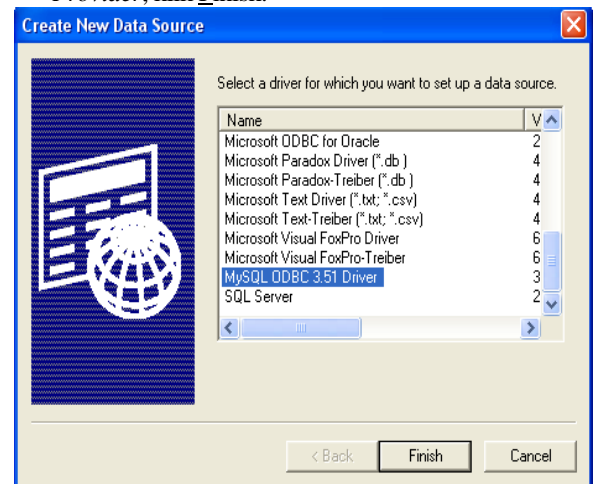 Create New Data Source
Select a driver for which you want to set up a data source.
Name V
Microsoft ODBC for Oracle 2
Microsoft Paradox Driver (*.db ) 4
Microsoft Paradox-Treiber (*.db ) 4
Microsoft Text Driver (*.txt; *.csv) 4
Microsoft Text-Treiber (*.txt; *.csv) 4
Microsoft Visual FoxPro Driver 6
Microsoft Visual FoxPro-Treiber 6
MySQL ODBC 3.51 Driver 3
SQL Server 2
< Back Finish Cancel